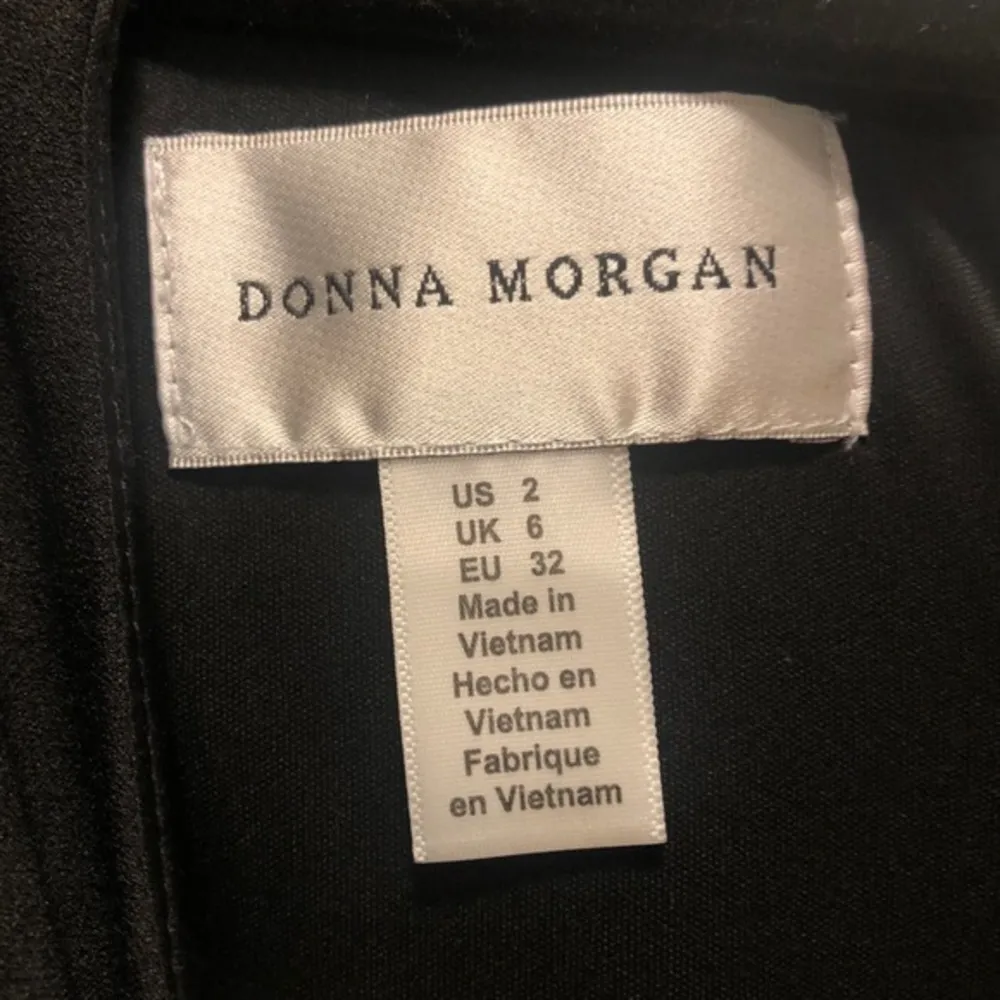 DONNA MORGAN
US 2
UK 6
EU 32
Made in
Vietnam
Hecho en
Vietnam
Fabrique
en Vietnam